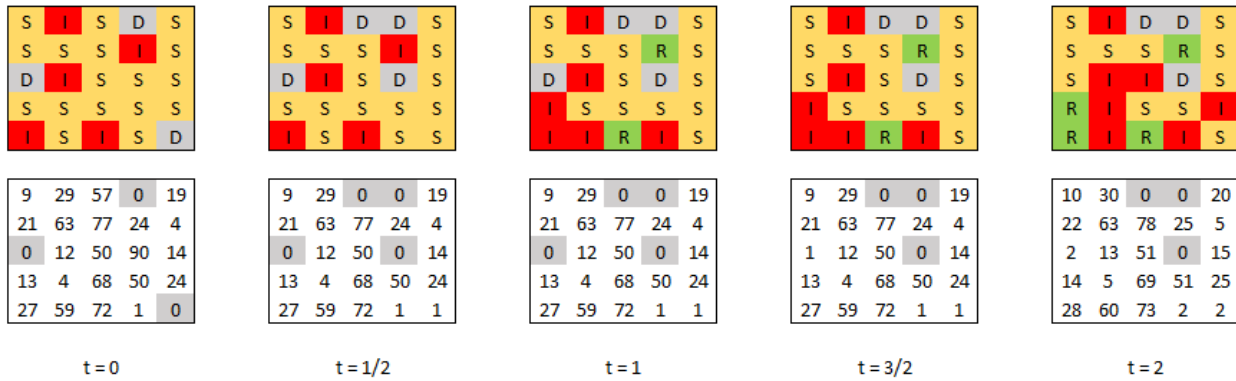 S I S D S S I D D S S I D D S S I D D S S I D D S
S S S I S S S S I S S S S R S S S S R S S S S R S
D I S S S D I S D S D I S D S S I S D S S I I D S
S S S S S S S S S S I S S S S I S S S S R I S S I
I S I S D I S I S S I I R I S I I R I S R I R I S
9 29 57 0 19 9 29 0 0 19 9 29 0 0 19 9 29 0 0 19 10 30 0 0 20
21 63 77 24 4 21 63 77 24 4 21 63 77 24 4 21 63 77 24 4 22 63 78 25 5
0 12 50 90 14 0 12 50 0 14 0 12 50 0 14 1 12 50 0 14 2 13 51 0 15
13 4 68 50 24 13 4 68 50 24 13 4 68 50 24 13 4 68 50 24 14 5 69 51 25
27 59 72 1 0 27 59 72 1 1 27 59 72 1 1 27 59 72 1 1 28 60 73 2 2
t = 0 t = 1/2 t = 1 t = 3/2 t = 2